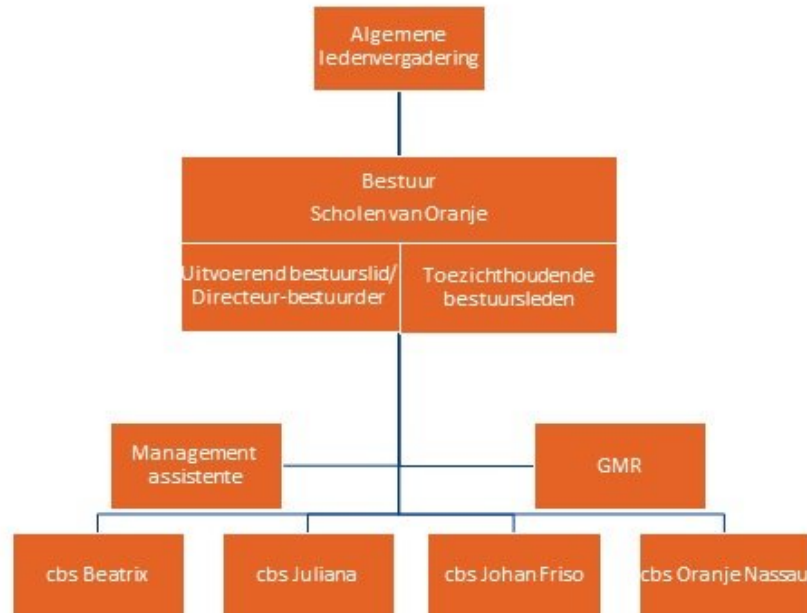 Algemene
ledenvergadering
Bestuur
Scholen van Oranje
Uitvoerend bestuurslid/
Directeur-bestuurder
Toezichthoudende
bestuursleden
Management
assistente
GMR
cbs Beatrix
cbs Juliana
cbs Johan Friso
cbs Oranje Nassau